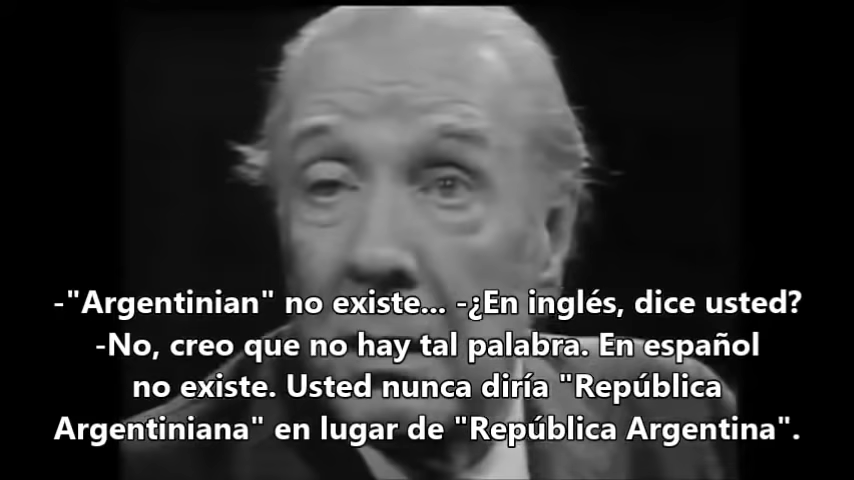 -"Argentinian" no existe... -¿En inglés, dice usted?
-No, creo que no hay tal palabra. En español
no existe. Usted nunca diría "República
Argentiniana" en lugar de "República Argentina".